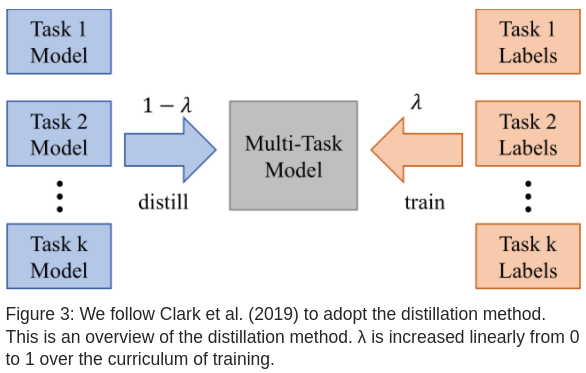 Task 1
Model
Task 2
Model
Task k
Model
1 − λ
distill
Multi-Task
Model
λ
train
Task 1
Labels
Task 2
Labels
Task k
Labels
Figure 3: We follow Clark et al. (2019) to adopt the distillation method.
This is an overview of the distillation method. λ is increased linearly from 0
to 1 over the curriculum of training.